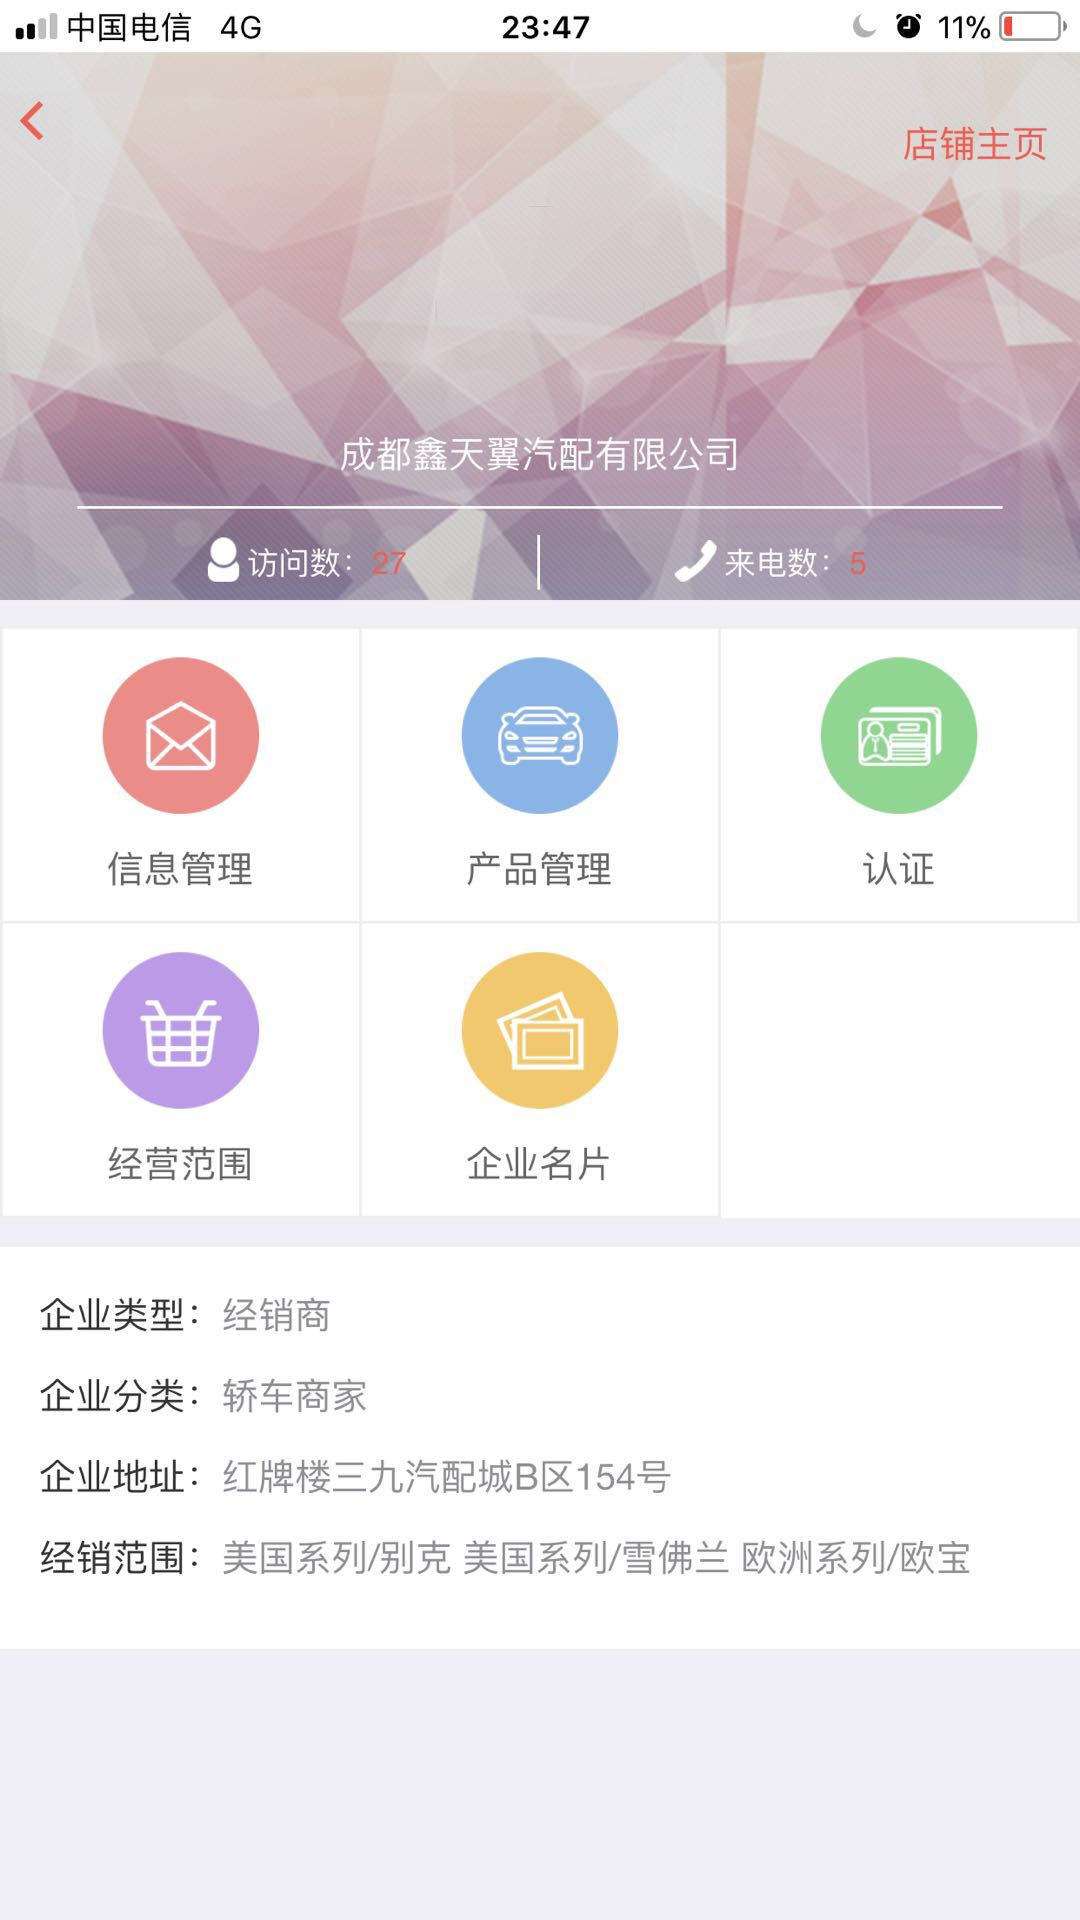 中国电信 4G 23:47 11%
店铺主页
成都鑫天翼汽配有限公司
访问数：27 来电数：5
信息管理 产品管理 认证
经营范围 企业名片
企业类型：经销商
企业分类：轿车商家
企业地址：红牌楼三九汽配城B区154号
经销范围：美国系列/别克 美国系列/雪佛兰 欧洲系列/欧宝